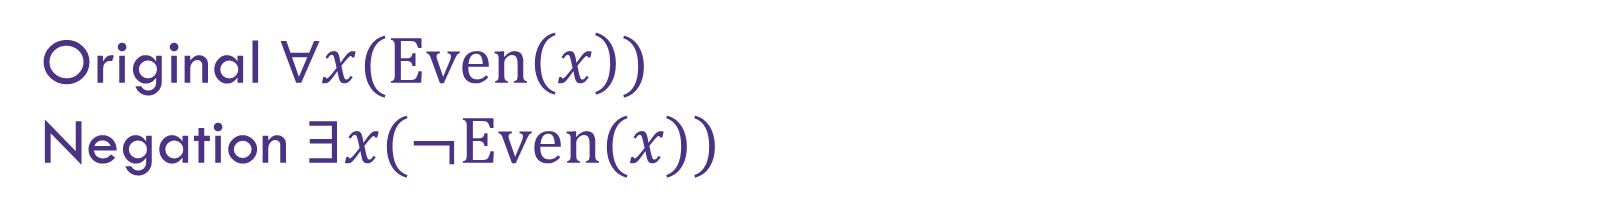 Original ∀𝑥(Even(𝑥))
Negation ∃𝑥(¬Even(𝑥))